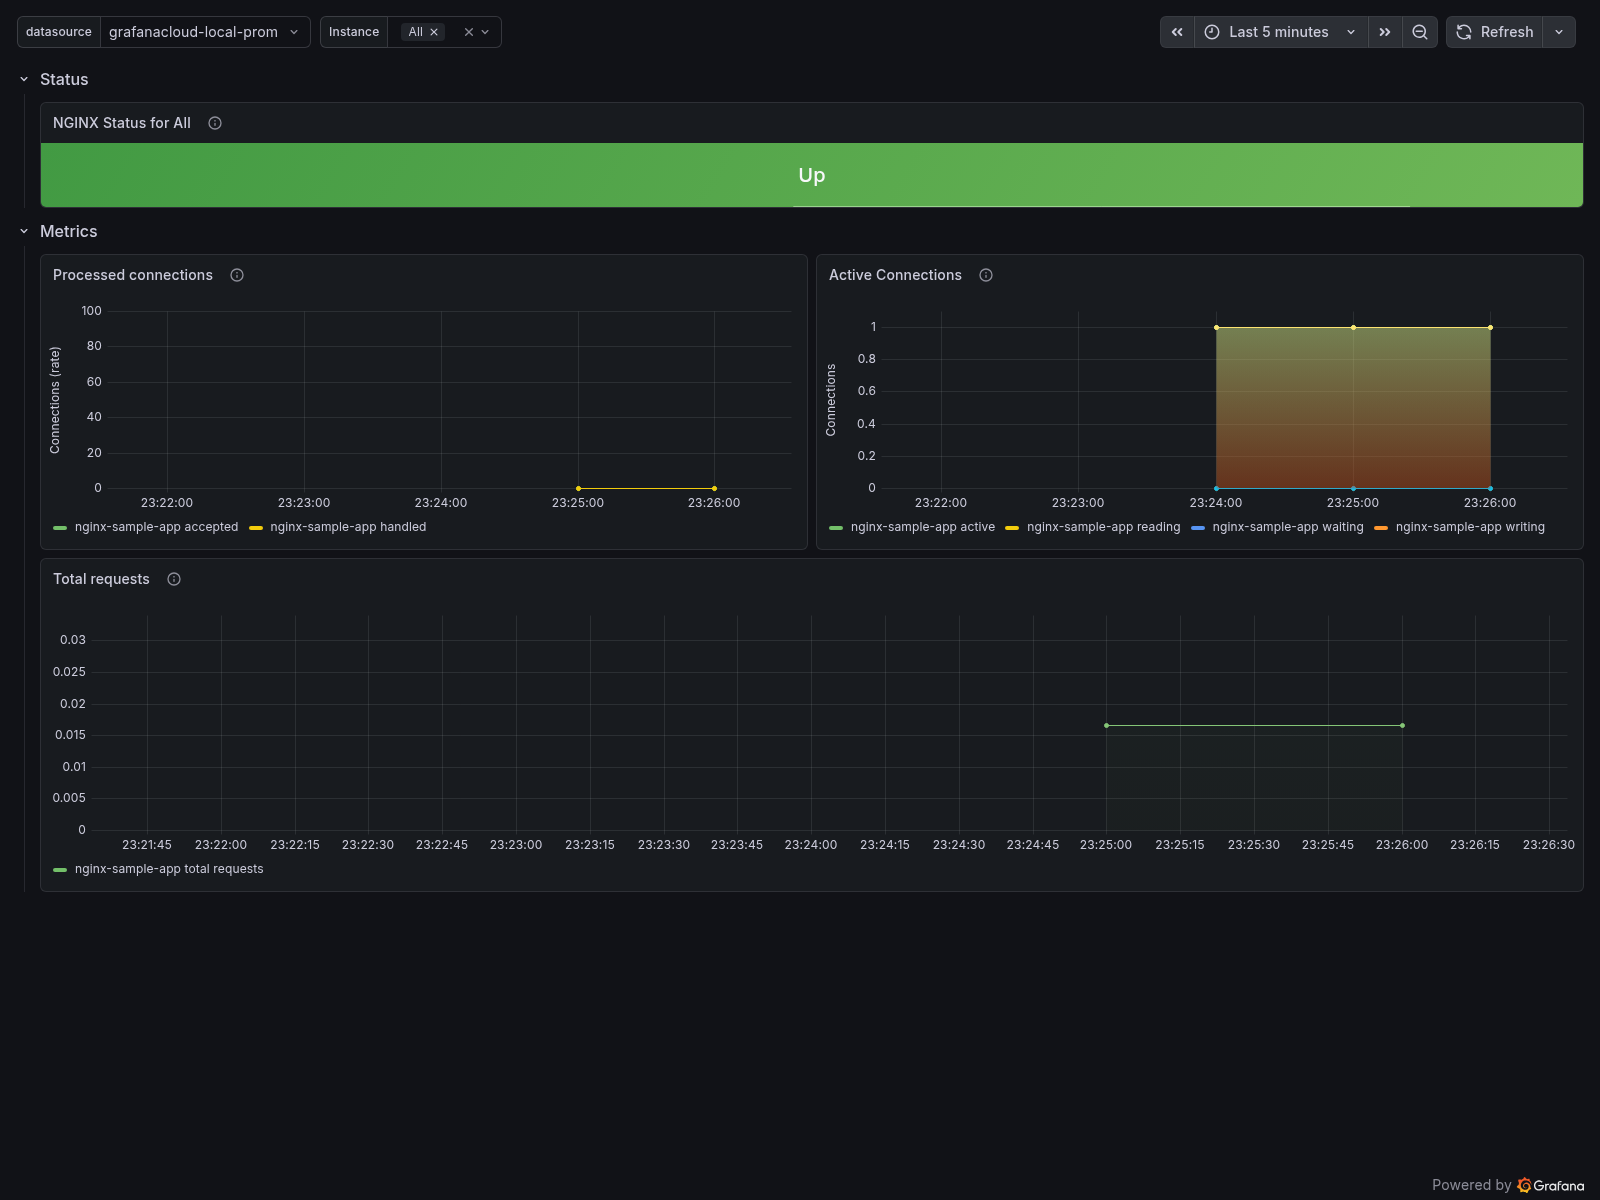 datasource grafanacloud-local-prom Instance All Last 5 minutes Refresh
Status
NGINX Status for All
Up
Metrics
Processed connections
Connections (rate)
100
80
60
40
20
0
23:22:00 23:23:00 23:24:00 23:25:00 23:26:00
nginx-sample-app accepted nginx-sample-app handled
Active Connections
Connections
1
0.8
0.6
0.4
0.2
0
23:22:00 23:23:00 23:24:00 23:25:00 23:26:00
nginx-sample-app active nginx-sample-app reading nginx-sample-app waiting nginx-sample-app writing
Total requests
0.03
0.025
0.02
0.015
0.01
0.005
0
23:21:45 23:22:00 23:22:15 23:22:30 23:22:45 23:23:00 23:23:15 23:23:30 23:23:45 23:24:00 23:24:15 23:24:30 23:24:45 23:25:00 23:25:15 23:25:30 23:25:45 23:26:00 23:26:15 23:26:30
nginx-sample-app total requests
Powered by Grafana